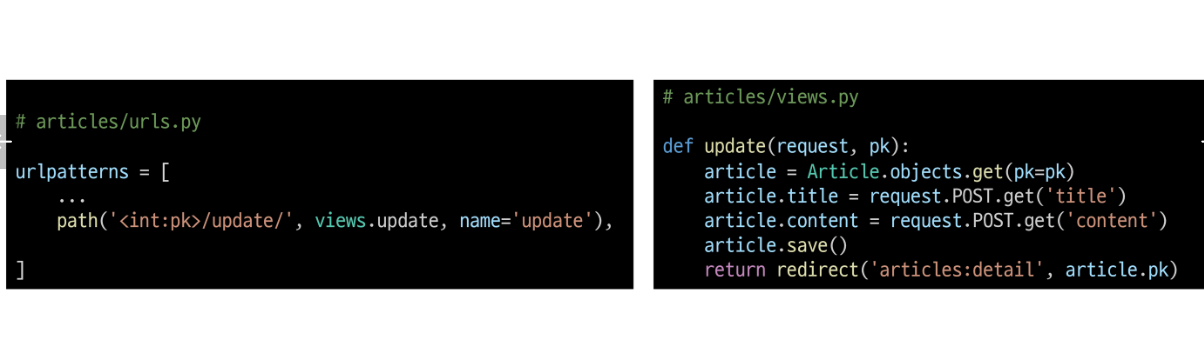 # articles/urls.py
urlpatterns = [
    ...
    path('<int:pk>/update/', views.update, name='update'),
]
# articles/views.py
def update(request, pk):
    article = Article.objects.get(pk=pk)
    article.title = request.POST.get('title')
    article.content = request.POST.get('content')
    article.save()
    return redirect('articles:detail', article.pk)